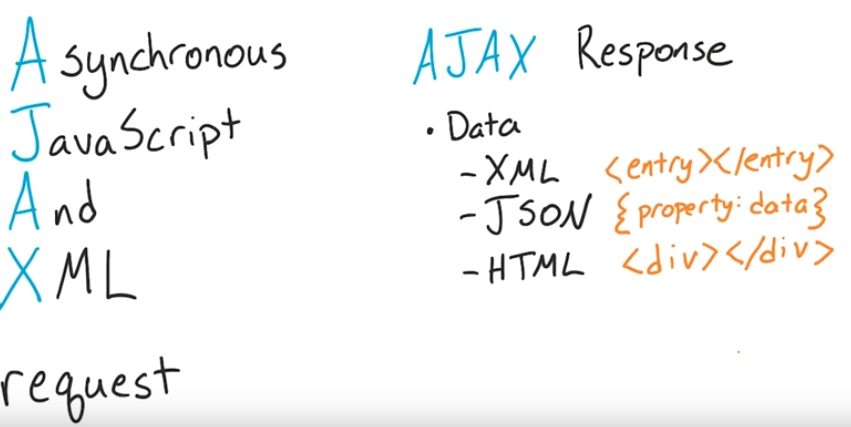 Asynchronous
JavaScript
And
XML
request
AJAX Response
• Data
- XML <entry></entry>
- JSON {property: data}
- HTML <div></div>